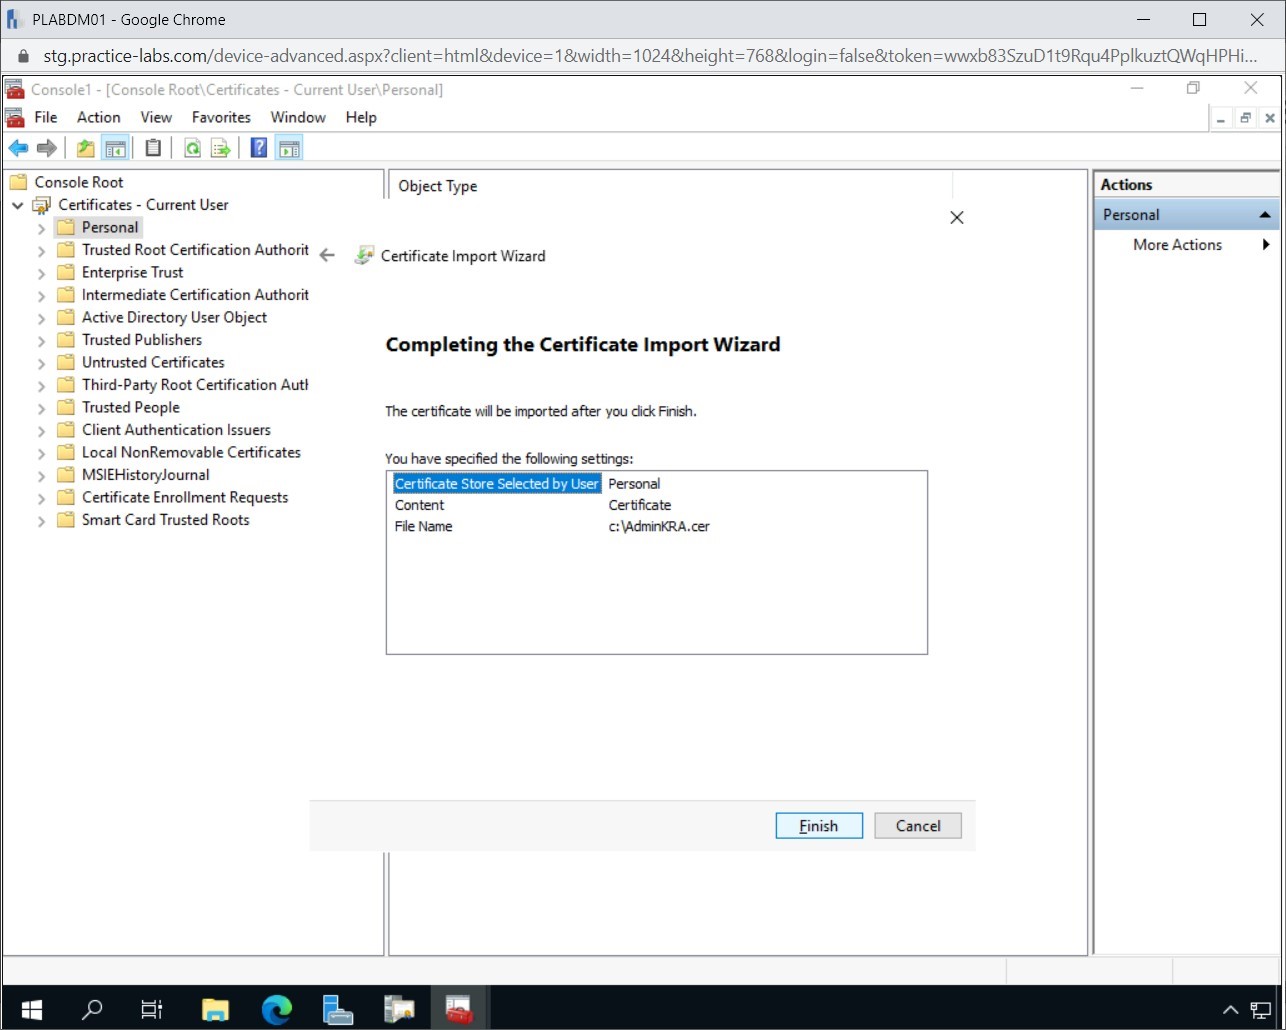 PLABDM01 - Google Chrome
stg.practice-labs.com/device-advanced.aspx?client=html&device=1&width=1024&height=768&login=false&token=wwxb83SzuD1t9Rqu4PplkuztQWqHPHi...
Console1 - [Console Root\Certificates - Current User\Personal]
File Action View Favorites Window Help
Console Root
Certificates - Current User
Personal
Trusted Root Certification Authorit
Enterprise Trust
Intermediate Certification Authorit
Active Directory User Object
Trusted Publishers
Untrusted Certificates
Third-Party Root Certification Auth
Trusted People
Client Authentication Issuers
Local NonRemovable Certificates
MSIEHistoryJournal
Certificate Enrollment Requests
Smart Card Trusted Roots
Object Type
Certificate Import Wizard
Completing the Certificate Import Wizard
The certificate will be imported after you click Finish.
You have specified the following settings:
Certificate Store Selected by User Personal
Content Certificate
File Name c:\AdminKRA.cer
Finish Cancel
Actions
Personal
More Actions